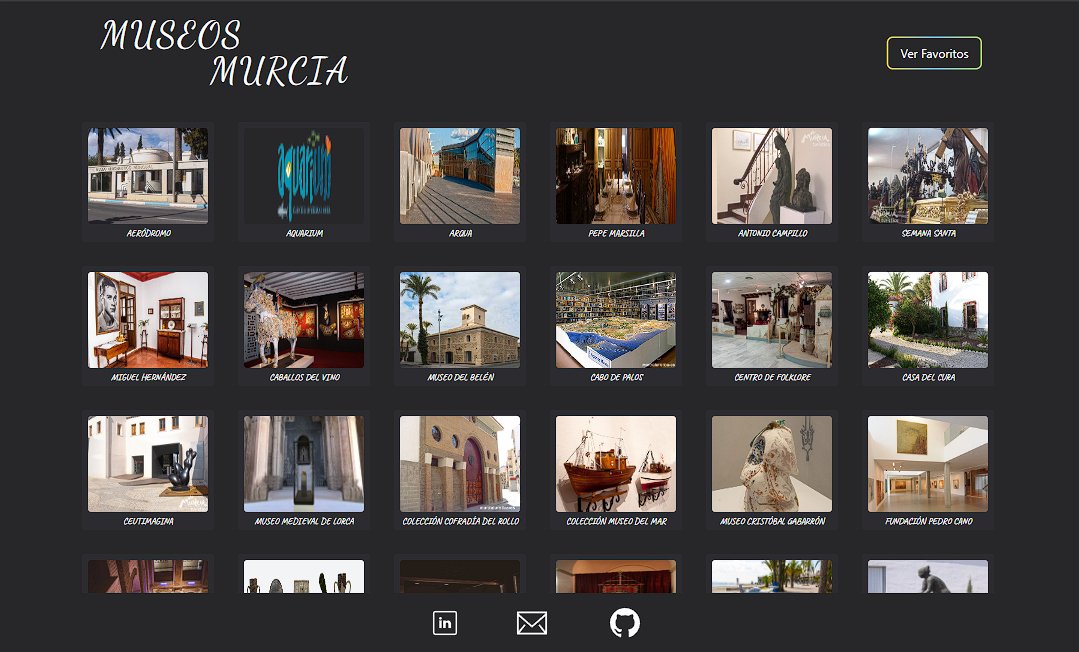 MUSEOS
MURCIA
Ver Favoritos
aquarium
AERÓDROMO
AQUARIUM
ARQUA
PEPE MARSILLA
ANTONIO CAMPILLO
SEMANA SANTA
MIGUEL HERNÁNDEZ
CABALLOS DEL VINO
MUSEO DEL BELÉN
CABO DE PALOS
CENTRO DE FOLKLORE
CASA DEL CURA
CEUTIMAGINA
MUSEO MEDIEVAL DE LORCA
COLECCIÓN COFRADÍA DEL ROLLO
COLECCIÓN MUSEO DEL MAR
MUSEO CRISTÓBAL GABARRÓN
FUNDACIÓN PEDRO CANO
in